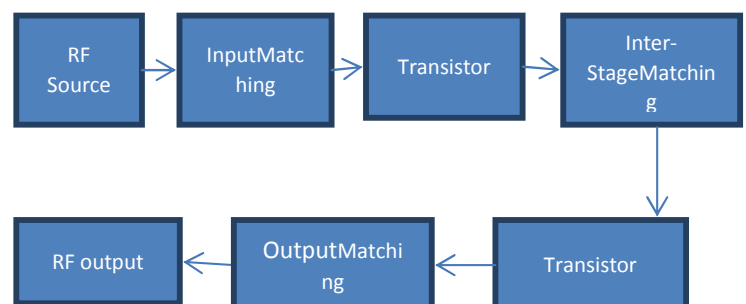 RF
Source
InputMatc
hing
Transistor
Inter-
StageMatchin
g
RF output
OutputMatchi
ng
Transistor